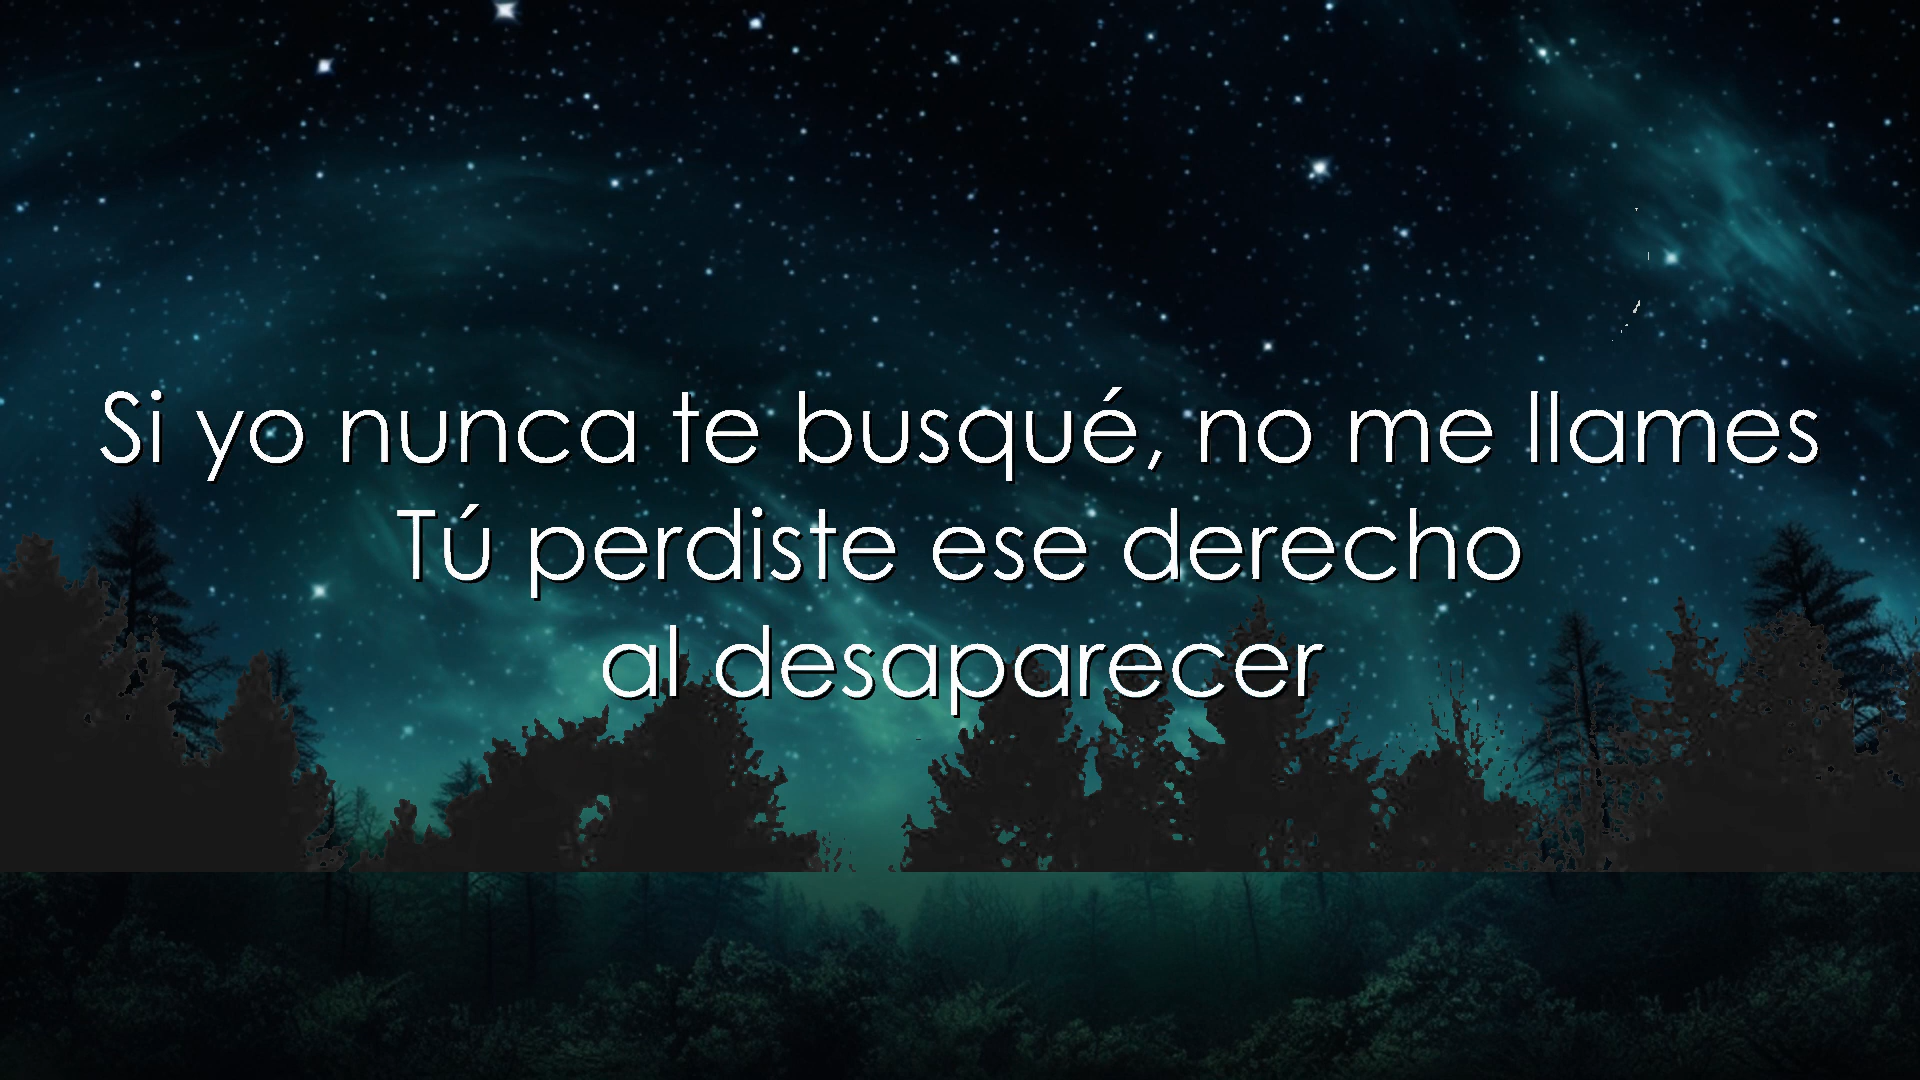 Si yo nunca te busqué, no me llames
Tú perdiste ese derecho
al desaparecer